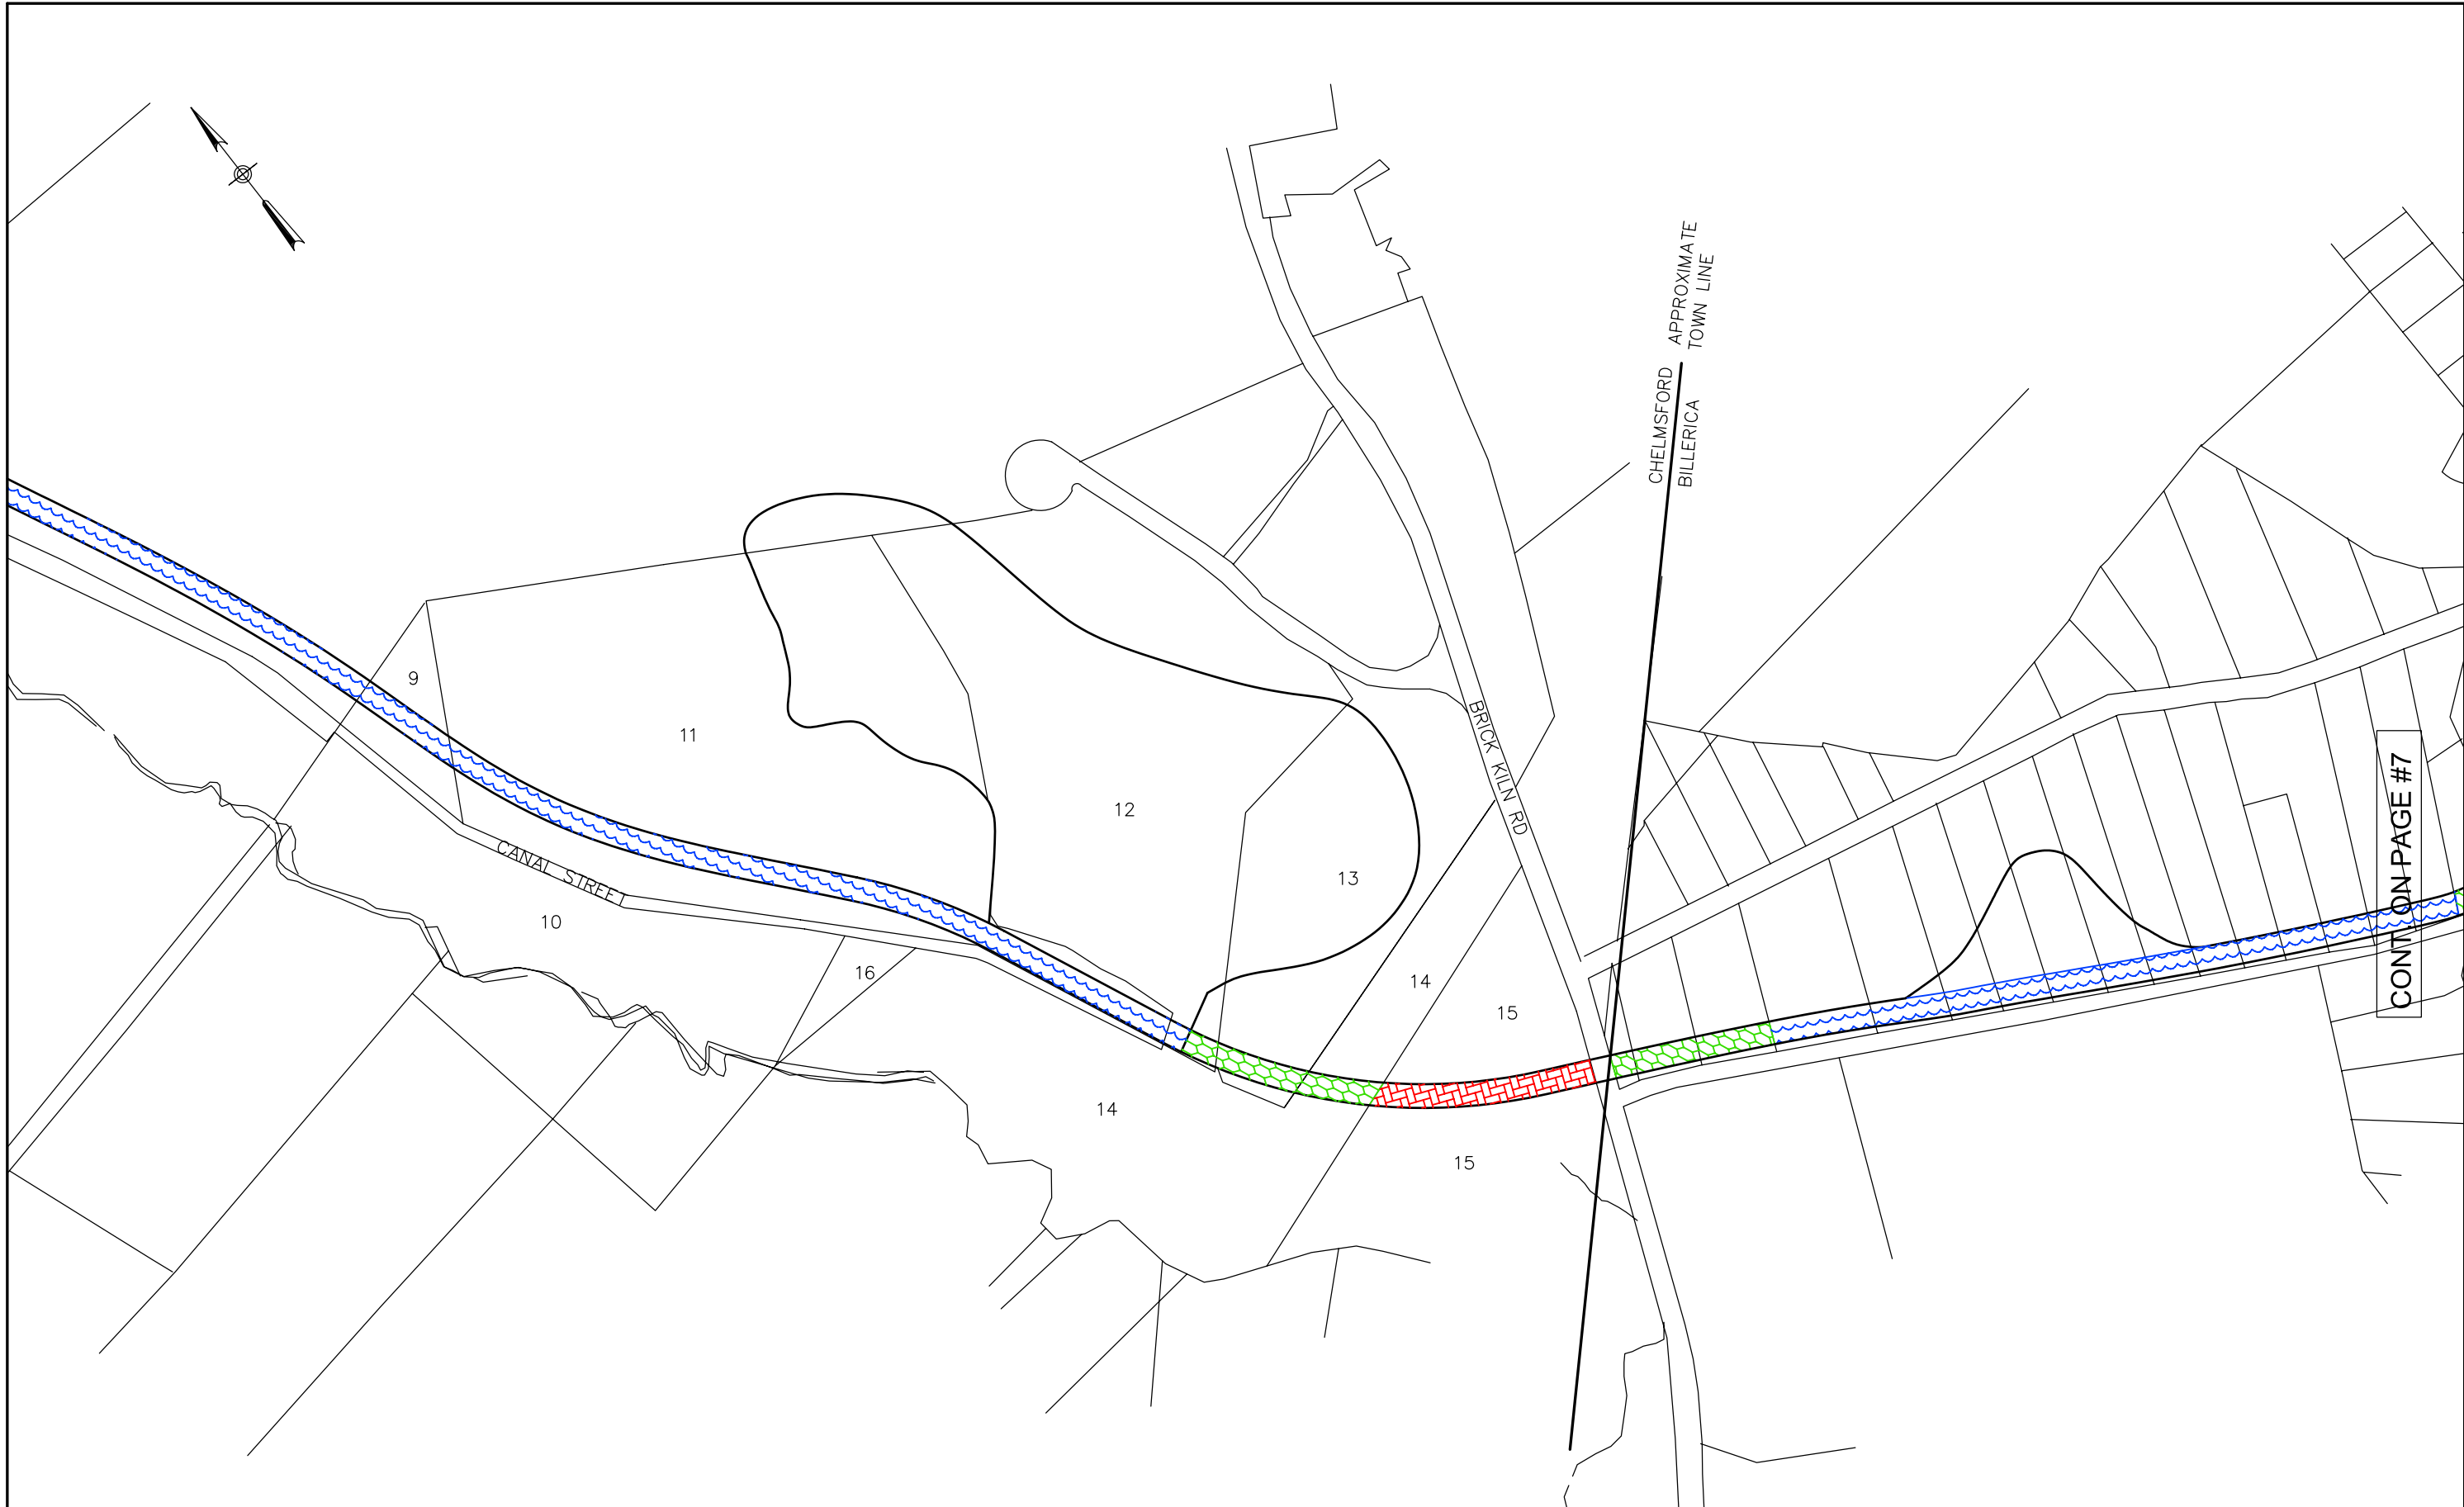 APPROXIMATE
TOWN LINE
CHELMSFORD
BILLERICA
9
11
BRICK KILN RD
CONT. ON PAGE #7
12
CANAL STREET
13
10
16
14
15
14
15